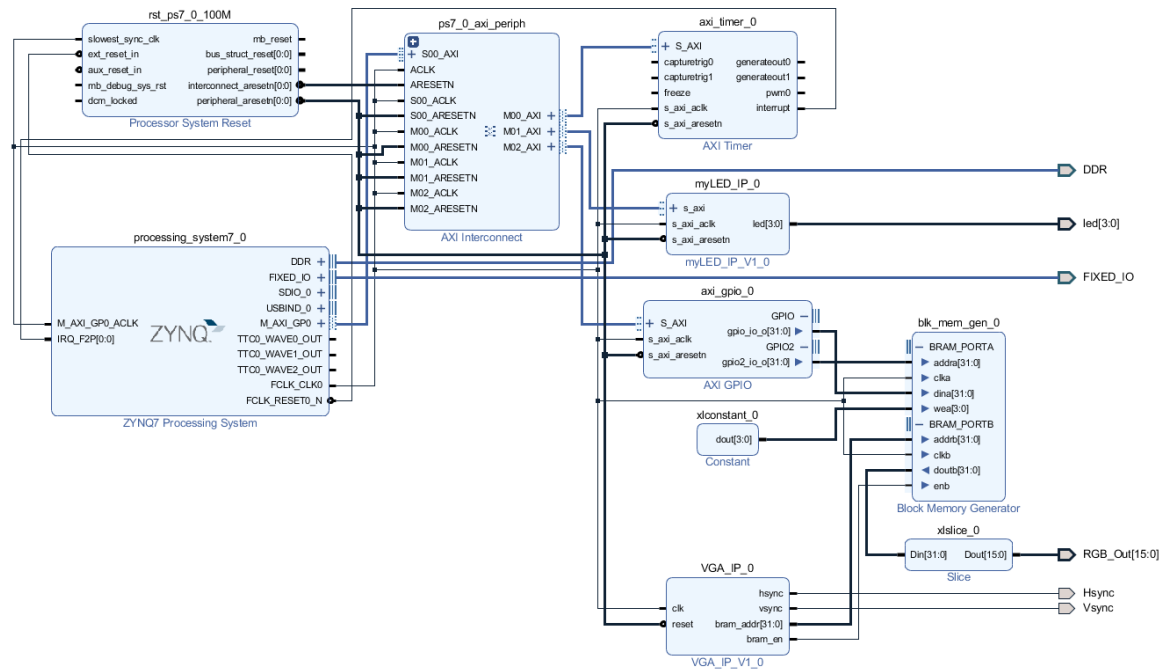 rst_ps7_0_100M
slowest_sync_clk
ext_reset_in
aux_reset_in
mb_debug_sys_rst
dcm_locked
mb_reset
bus_struct_reset[0:0]
peripheral_reset[0:0]
interconnect_aresetn[0:0]
peripheral_aresetn[0:0]
Processor System Reset
ps7_0_axi_periph
S00_AXI
ACLK
ARESETN
S00_ACLK
S00_ARESETN
M00_ACLK
M00_ARESETN
M01_ACLK
M01_ARESETN
M02_ACLK
M02_ARESETN
M00_AXI
M01_AXI
M02_AXI
AXI Interconnect
axi_timer_0
S_AXI
capturetrig0
capturetrig1
freeze
s_axi_aclk
s_axi_aresetn
generateout0
generateout1
pwm0
interrupt
AXI Timer
DDR
myLED_IP_0
s_axi
s_axi_aclk
s_axi_aresetn
led[3:0]
myLED_IP_V1_0
led[3:0]
processing_system7_0
M_AXI_GP0_ACLK
IRQ_F2P[0:0]
ZYNQ
DDR
FIXED_IO
SDIO_0
USBIND_0
M_AXI_GP0
TTC0_WAVE0_OUT
TTC0_WAVE1_OUT
TTC0_WAVE2_OUT
FCLK_CLK0
FCLK_RESET0_N
ZYNQ7 Processing System
FIXED_IO
axi_gpio_0
S_AXI
s_axi_aclk
s_axi_aresetn
GPIO
gpio_io_o[31:0]
GPIO2
gpio2_io_o[31:0]
AXI GPIO
blk_mem_gen_0
BRAM_PORTA
addra[31:0]
clka
dina[31:0]
wea[3:0]
BRAM_PORTB
addrb[31:0]
clkb
doutb[31:0]
enb
Block Memory Generator
xlconstant_0
dout[3:0]
Constant
xlslice_0
Din[31:0]
Dout[15:0]
Slice
RGB_Out[15:0]
VGA_IP_0
clk
reset
hsync
vsync
bram_addr[31:0]
bram_en
VGA_IP_V1_0
Hsync
Vsync